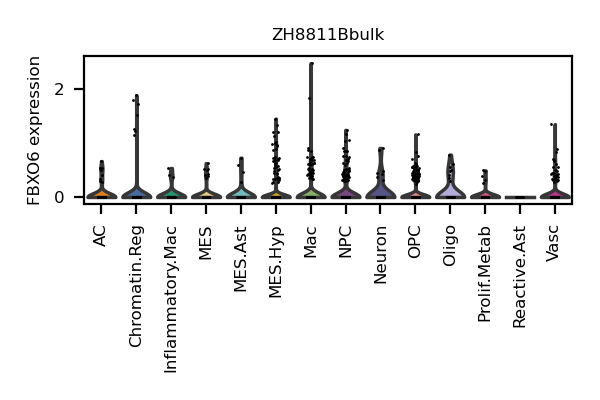 ZH8811Bbulk
FBXO6 expression
2
0
AC
Chromatin.Reg
Inflammatory.Mac
MES
MES.Ast
MES.Hyp
Mac
NPC
Neuron
OPC
Oligo
Prolif.Metab
Reactive.Ast
Vasc